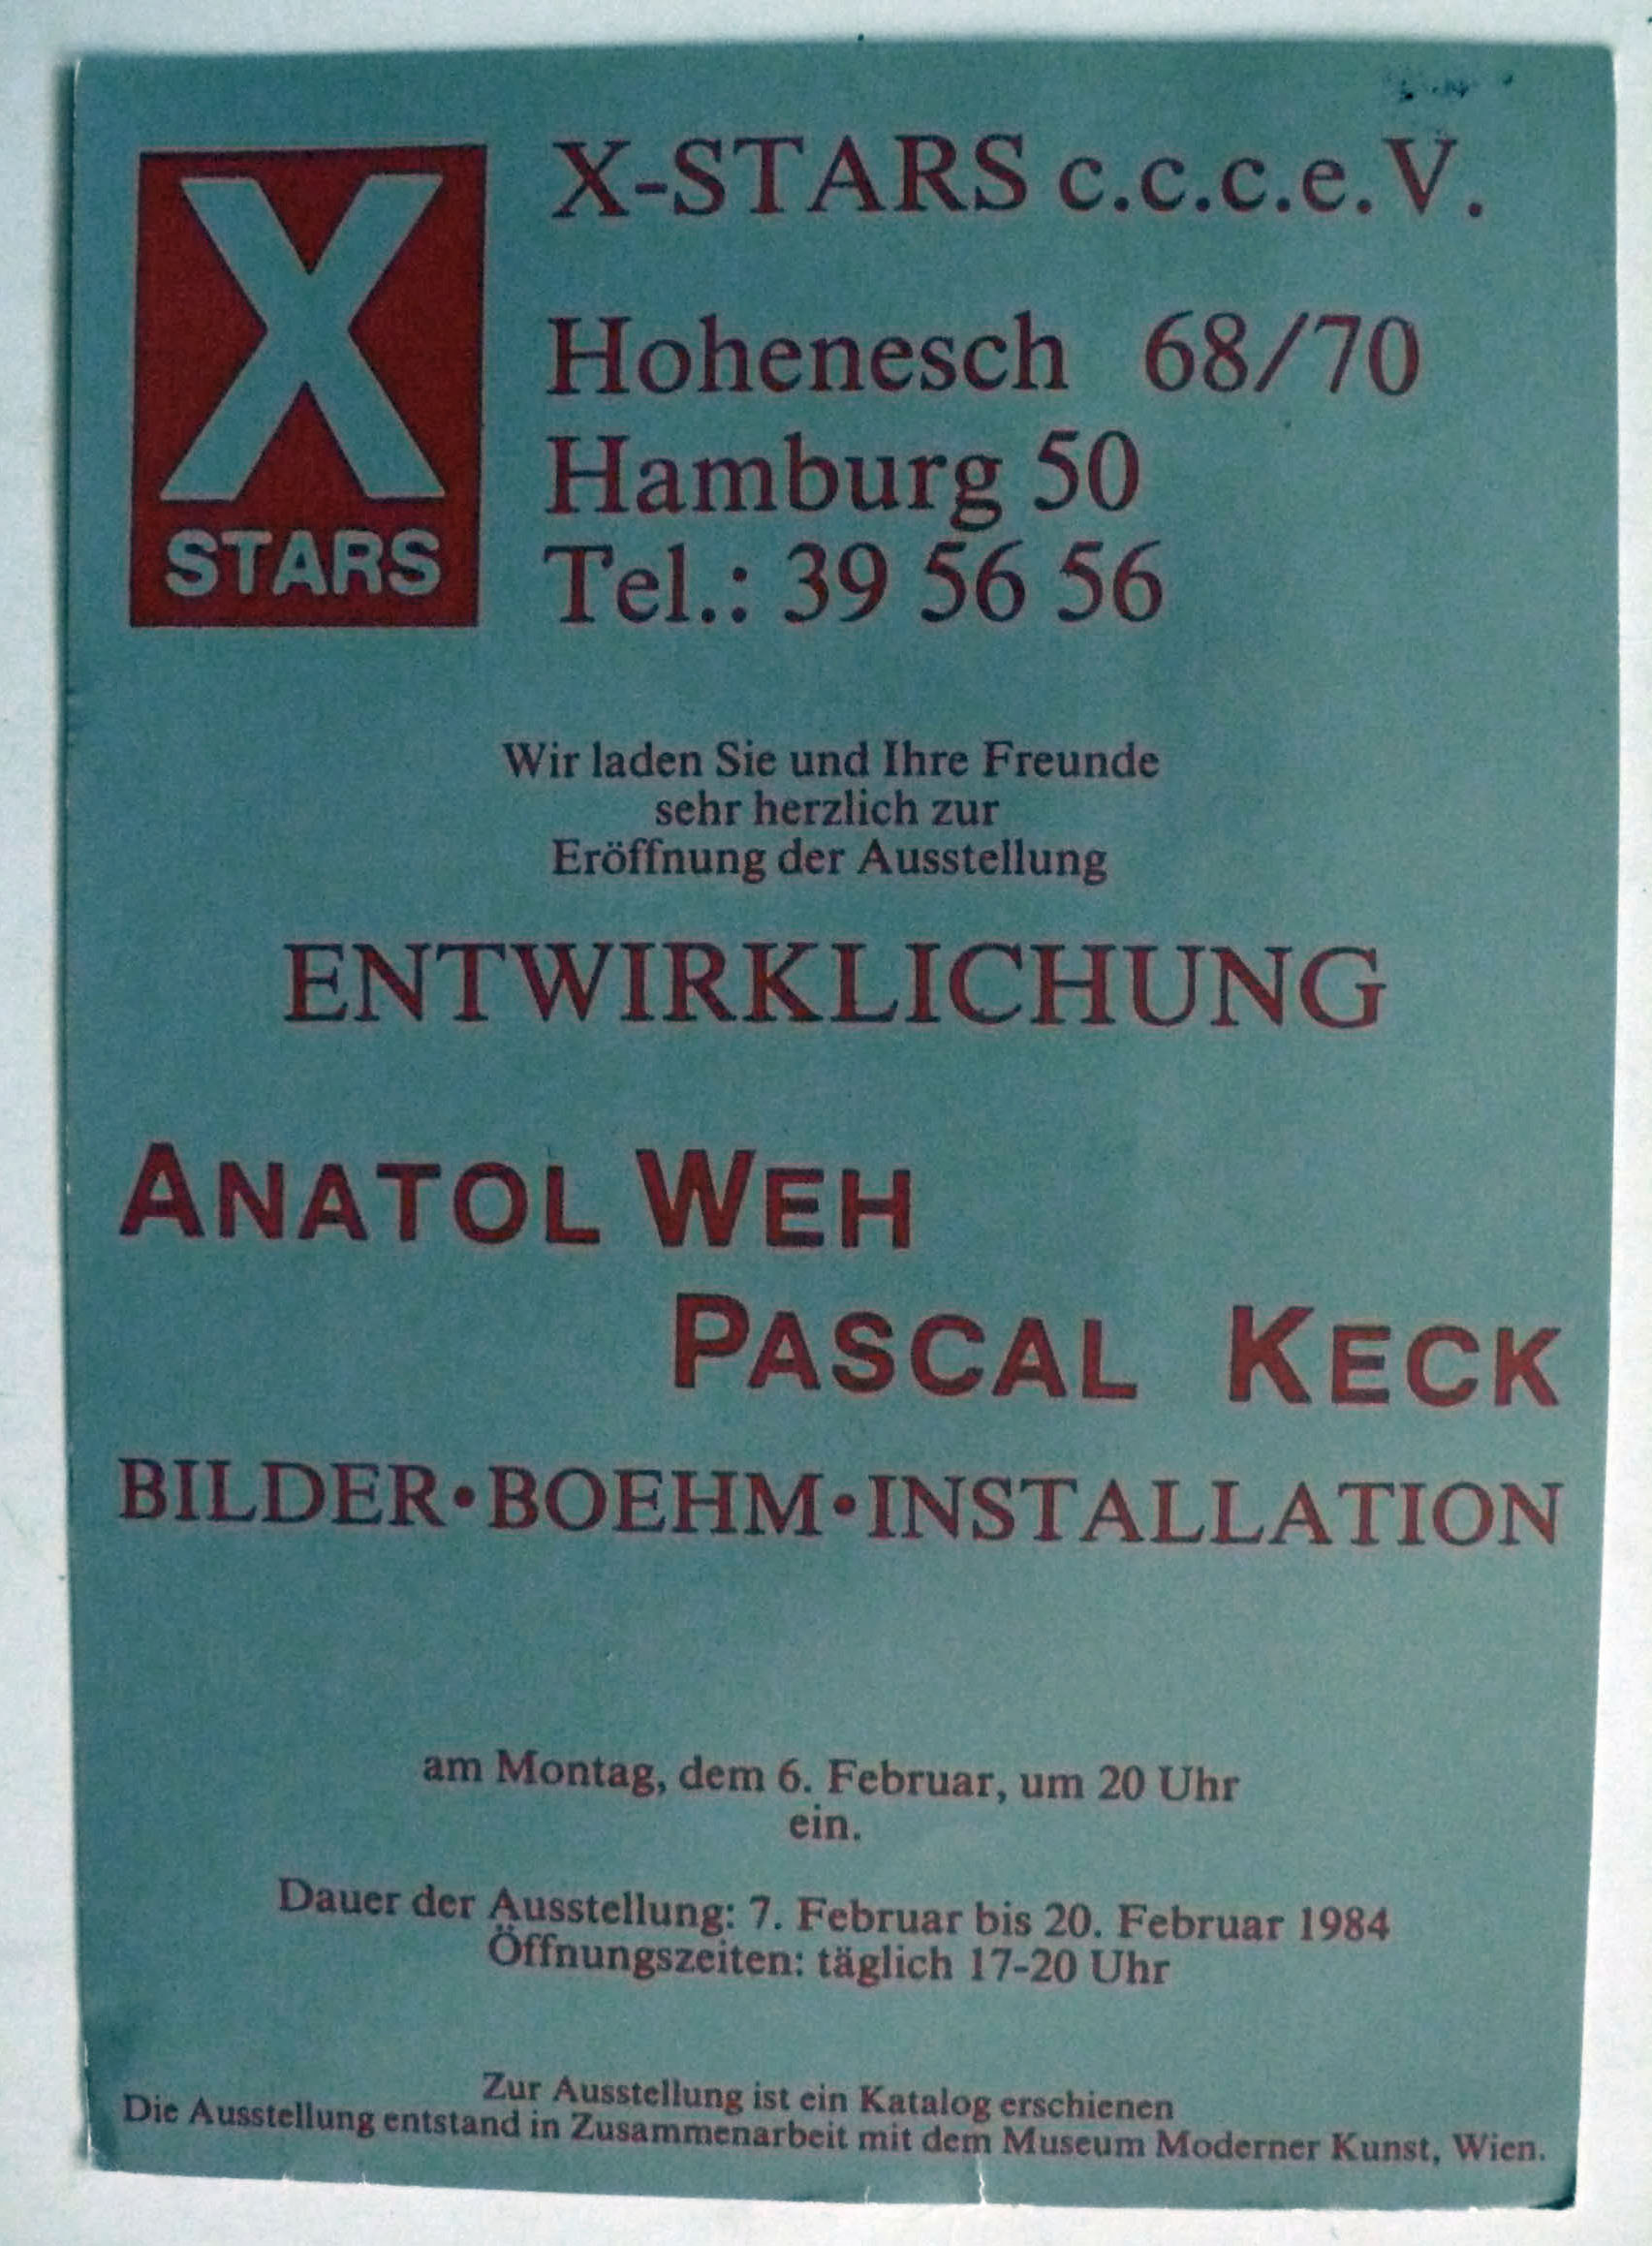 X
STARS
X-STARS c.c.c.e.V.
Hohenesch 68/70
Hamburg 50
Tel.: 39 56 56
Wir laden Sie und Ihre Freunde
sehr herzlich zur
Eröffnung der Ausstellung
ENTWIRKLICHUNG
ANATOL WEH
PASCAL KECK
BILDER•BOEHM•INSTALLATION
am Montag, dem 6. Februar, um 20 Uhr
ein.
Dauer der Ausstellung: 7. Februar bis 20. Februar 1984
Öffnungszeiten: täglich 17-20 Uhr
Zur Ausstellung ist ein Katalog erschienen
Die Ausstellung entstand in Zusammenarbeit mit dem Museum Moderner Kunst, Wien.